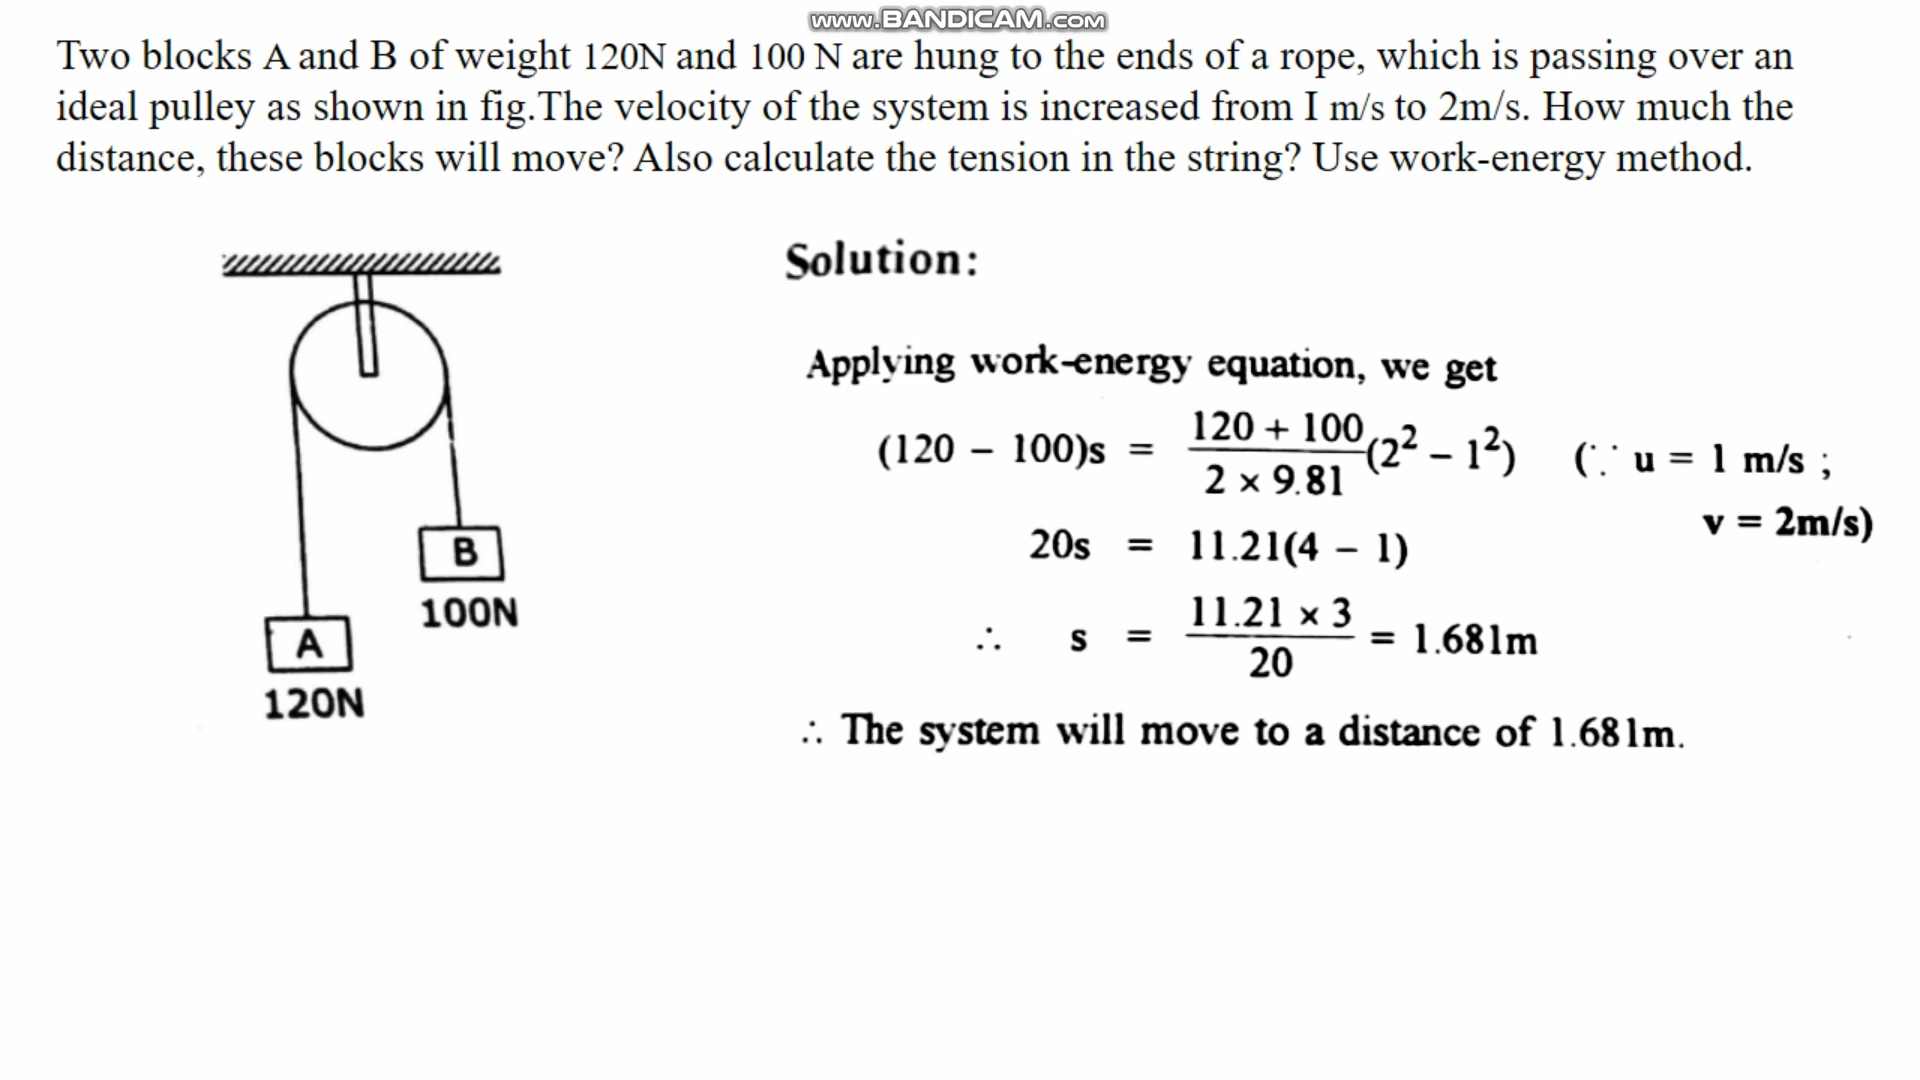 www.BANDICAM.com
Two blocks A and B of weight 120N and 100 N are hung to the ends of a rope, which is passing over an
ideal pulley as shown in fig.The velocity of the system is increased from I m/s to 2m/s. How much the
distance, these blocks will move? Also calculate the tension in the string? Use work-energy method.
Solution:
Applying work-energy equation, we get
(120 – 100)s = (120 + 100)/(2 × 9.81) (2² – 1²) (∵ u = 1 m/s ;
v = 2m/s)
20s = 11.21(4 – 1)
∴ s = (11.21 × 3)/20 = 1.681m
∴ The system will move to a distance of 1.681m.
B
100N
A
120N